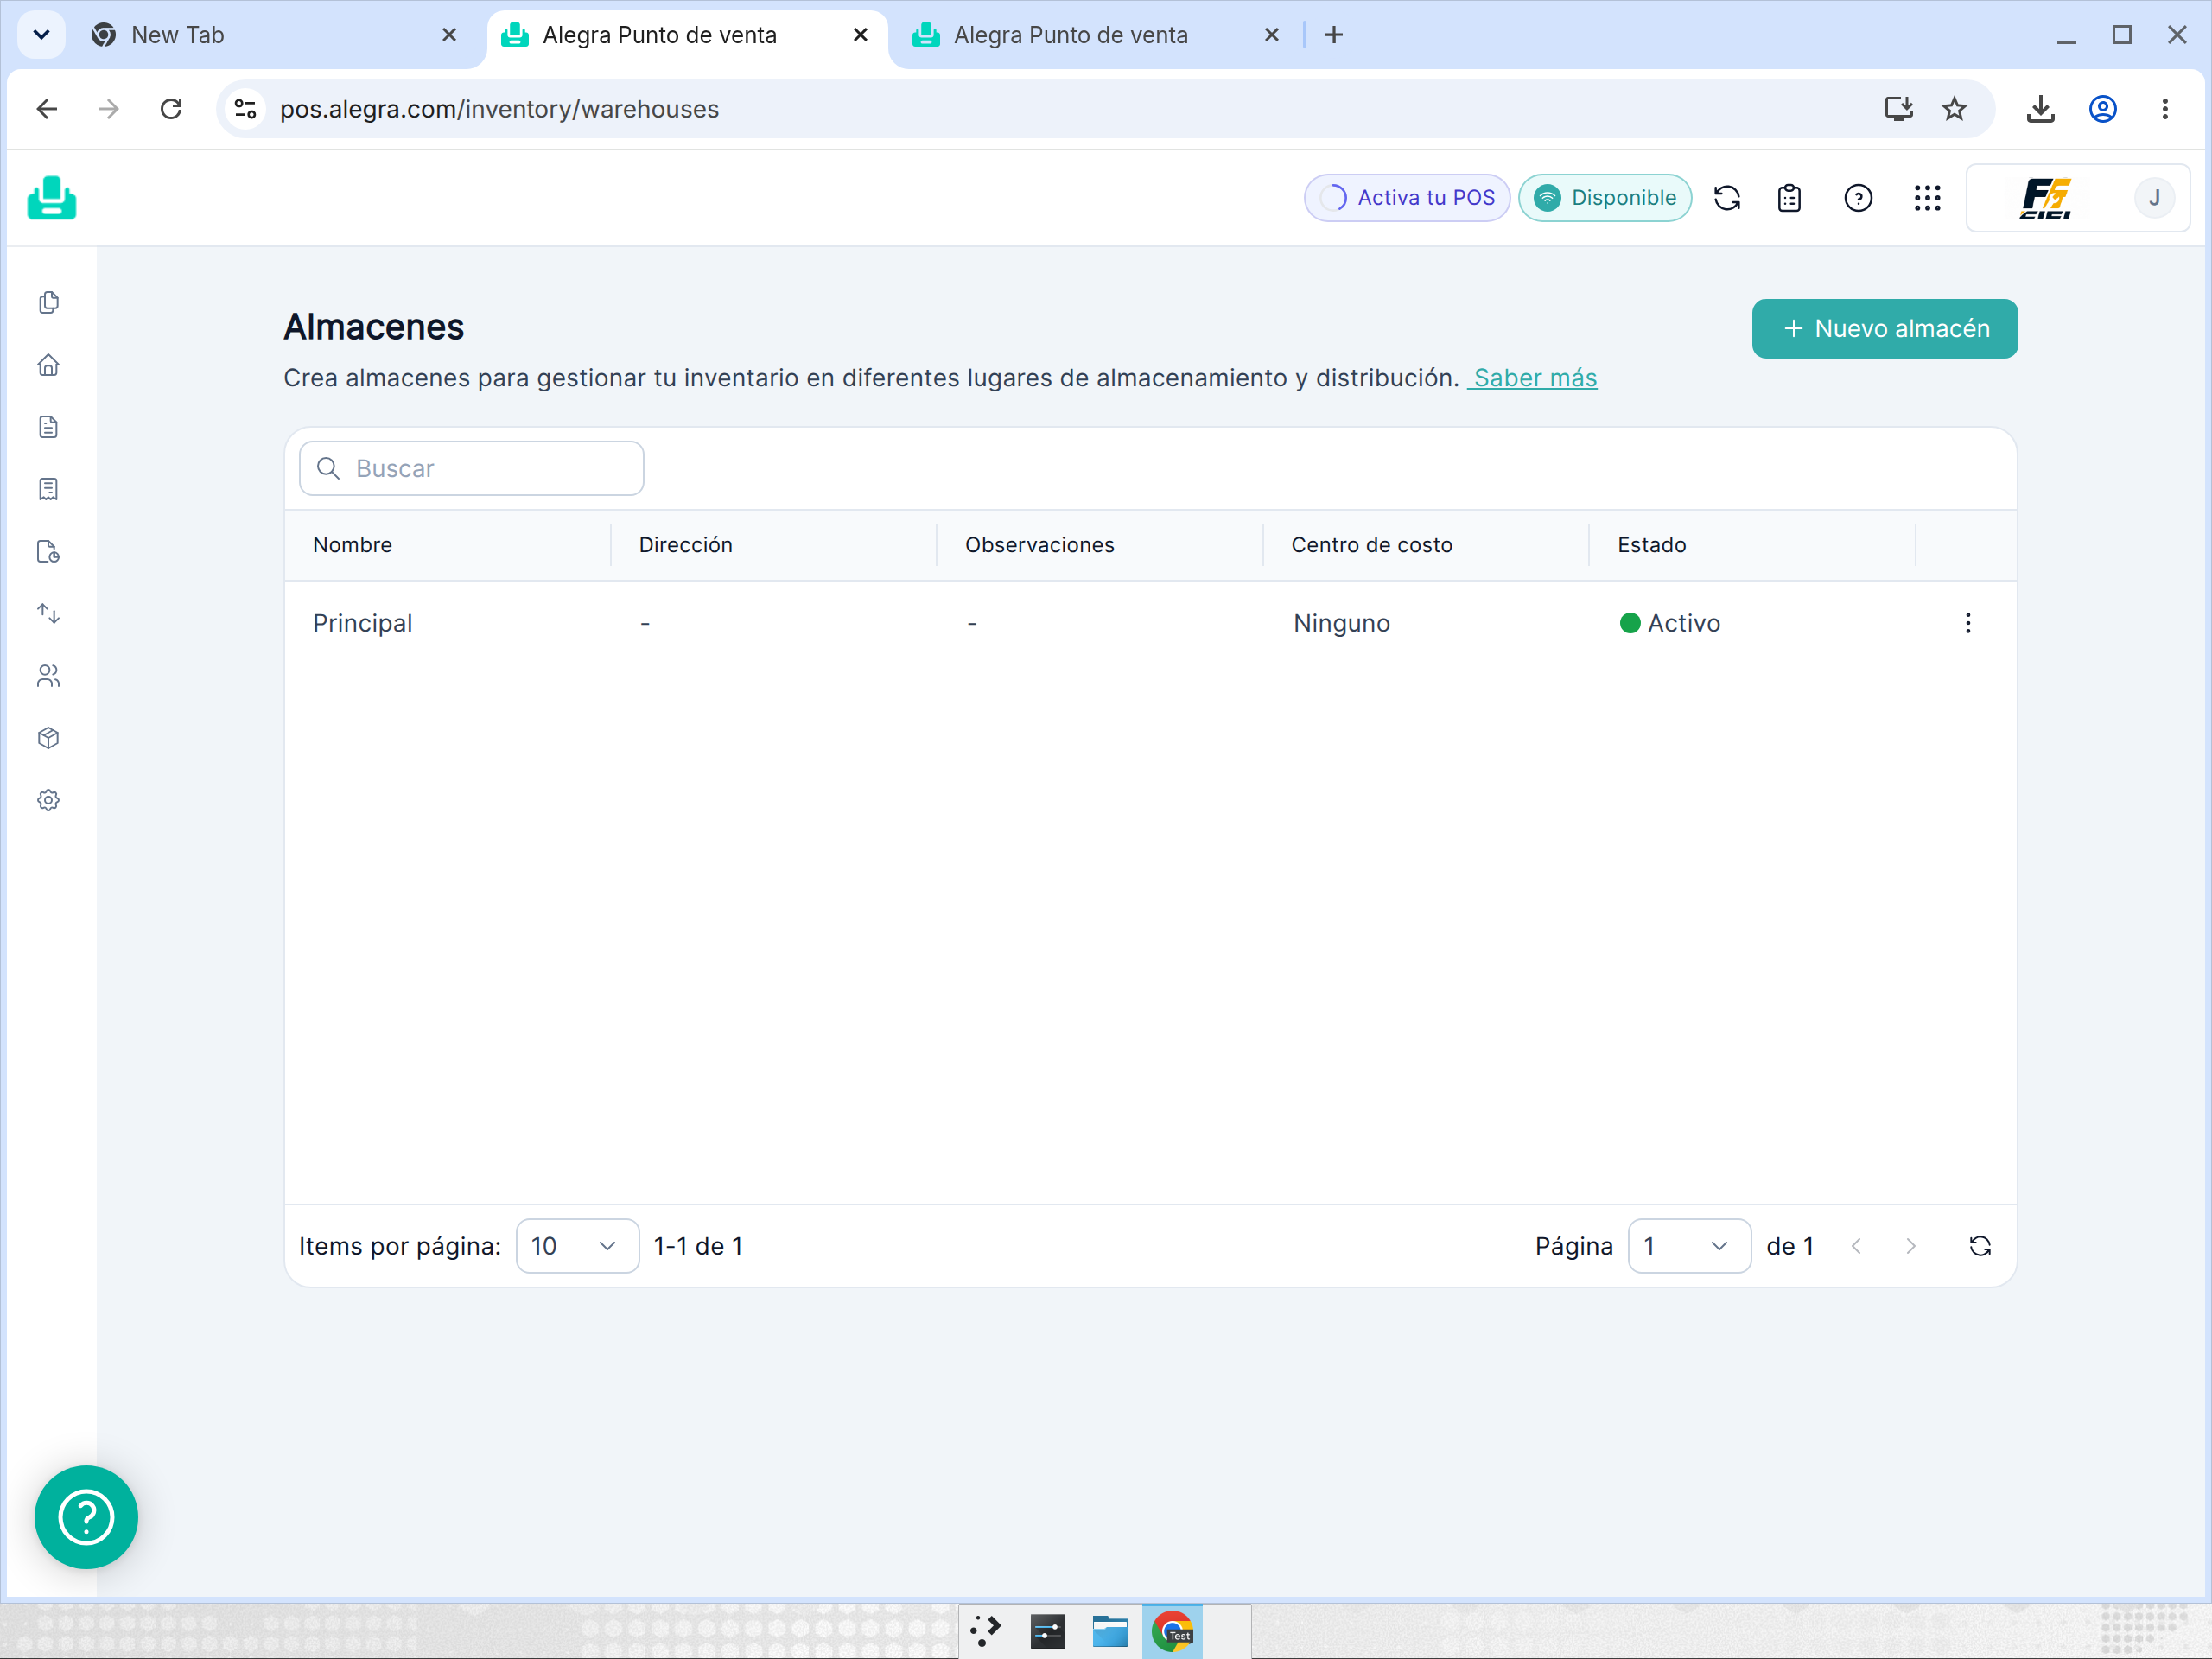 New Tab
Alegra Punto de venta
Alegra Punto de venta
pos.alegra.com/inventory/warehouses
Activa tu POS
Disponible
J
Almacenes
+ Nuevo almacén
Crea almacenes para gestionar tu inventario en diferentes lugares de almacenamiento y distribución. Saber más
Buscar
Nombre Dirección Observaciones Centro de costo Estado
Principal - - Ninguno Activo
Items por página: 10 1-1 de 1
Página 1 de 1
Test